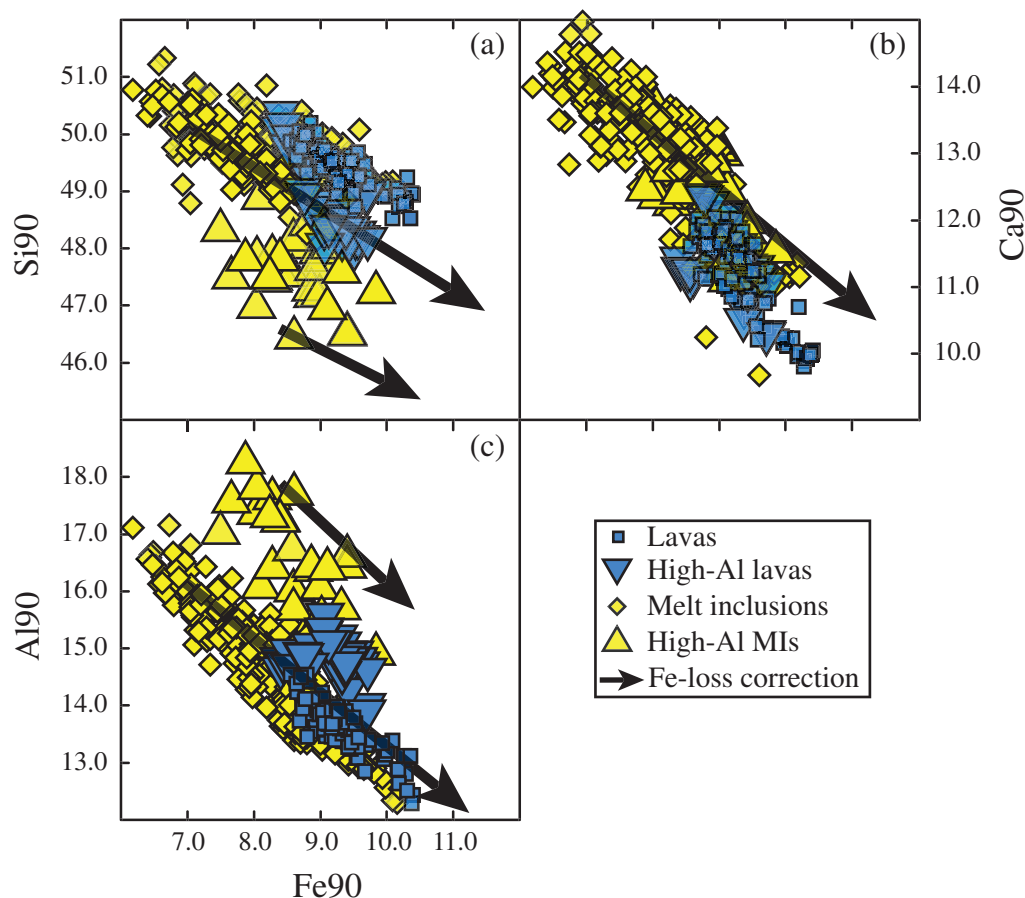 (a)
Si90
51.0
50.0
49.0
48.0
47.0
46.0
(b)
14.0
13.0
12.0
11.0
10.0
Ca90
(c)
Al90
18.0
17.0
16.0
15.0
14.0
13.0
7.0 8.0 9.0 10.0 11.0
Fe90
Lavas
High-Al lavas
Melt inclusions
High-Al MIs
Fe-loss correction